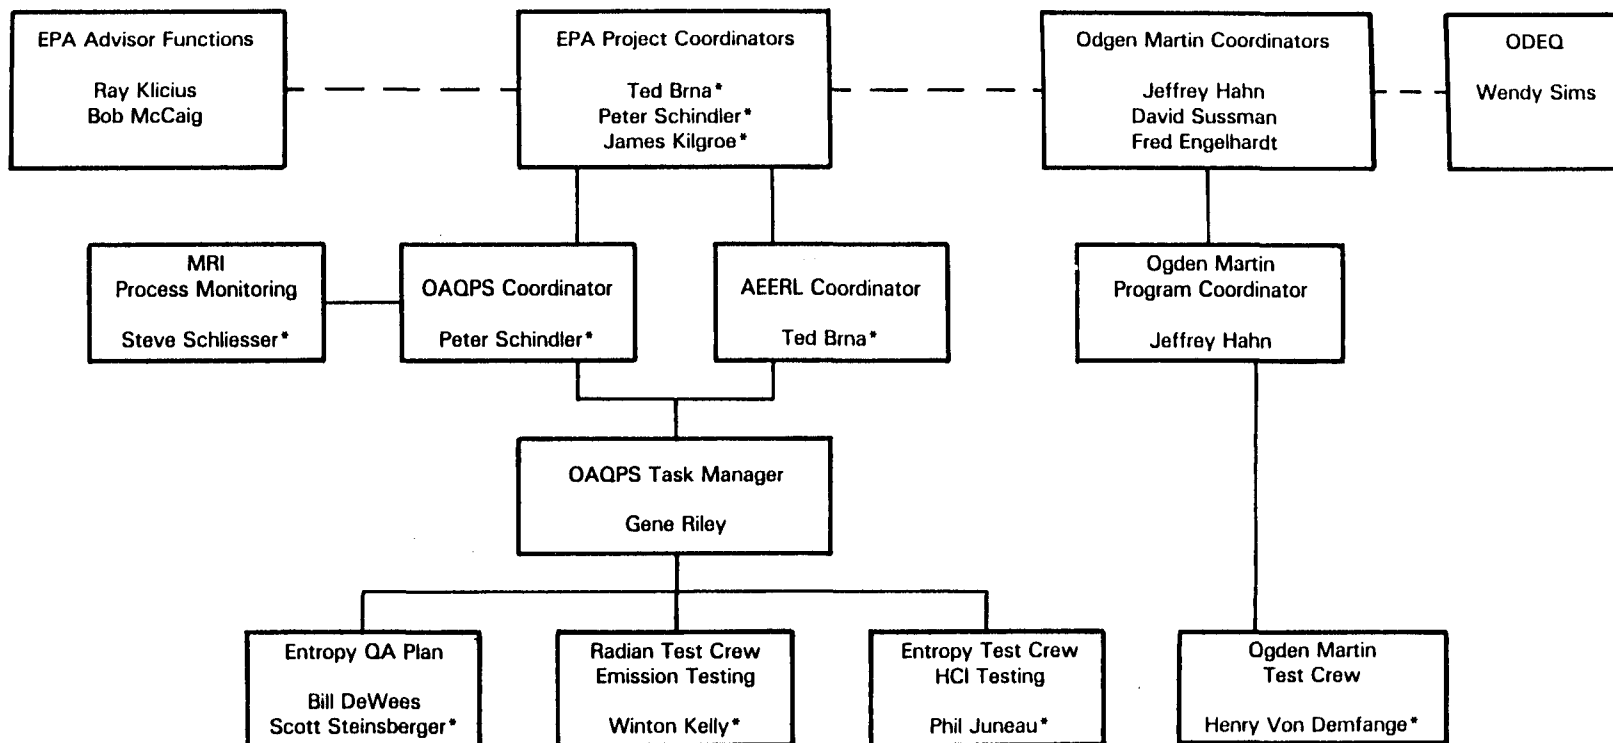 EPA Advisor Functions
Ray Klicius
Bob McCaig
EPA Project Coordinators
Ted Brna*
Peter Schindler*
James Kilgroe*
Odgen Martin Coordinators
Jeffrey Hahn
David Sussman
Fred Engelhardt
ODEQ
Wendy Sims
MRI
Process Monitoring
Steve Schliesser*
OAQPS Coordinator
Peter Schindler*
AEERL Coordinator
Ted Brna*
Ogden Martin
Program Coordinator
Jeffrey Hahn
OAQPS Task Manager
Gene Riley
Entropy QA Plan
Bill DeWees
Scott Steinsberger*
Radian Test Crew
Emission Testing
Winton Kelly*
Entropy Test Crew
HCl Testing
Phil Juneau*
Ogden Martin
Test Crew
Henry Von Demfange*